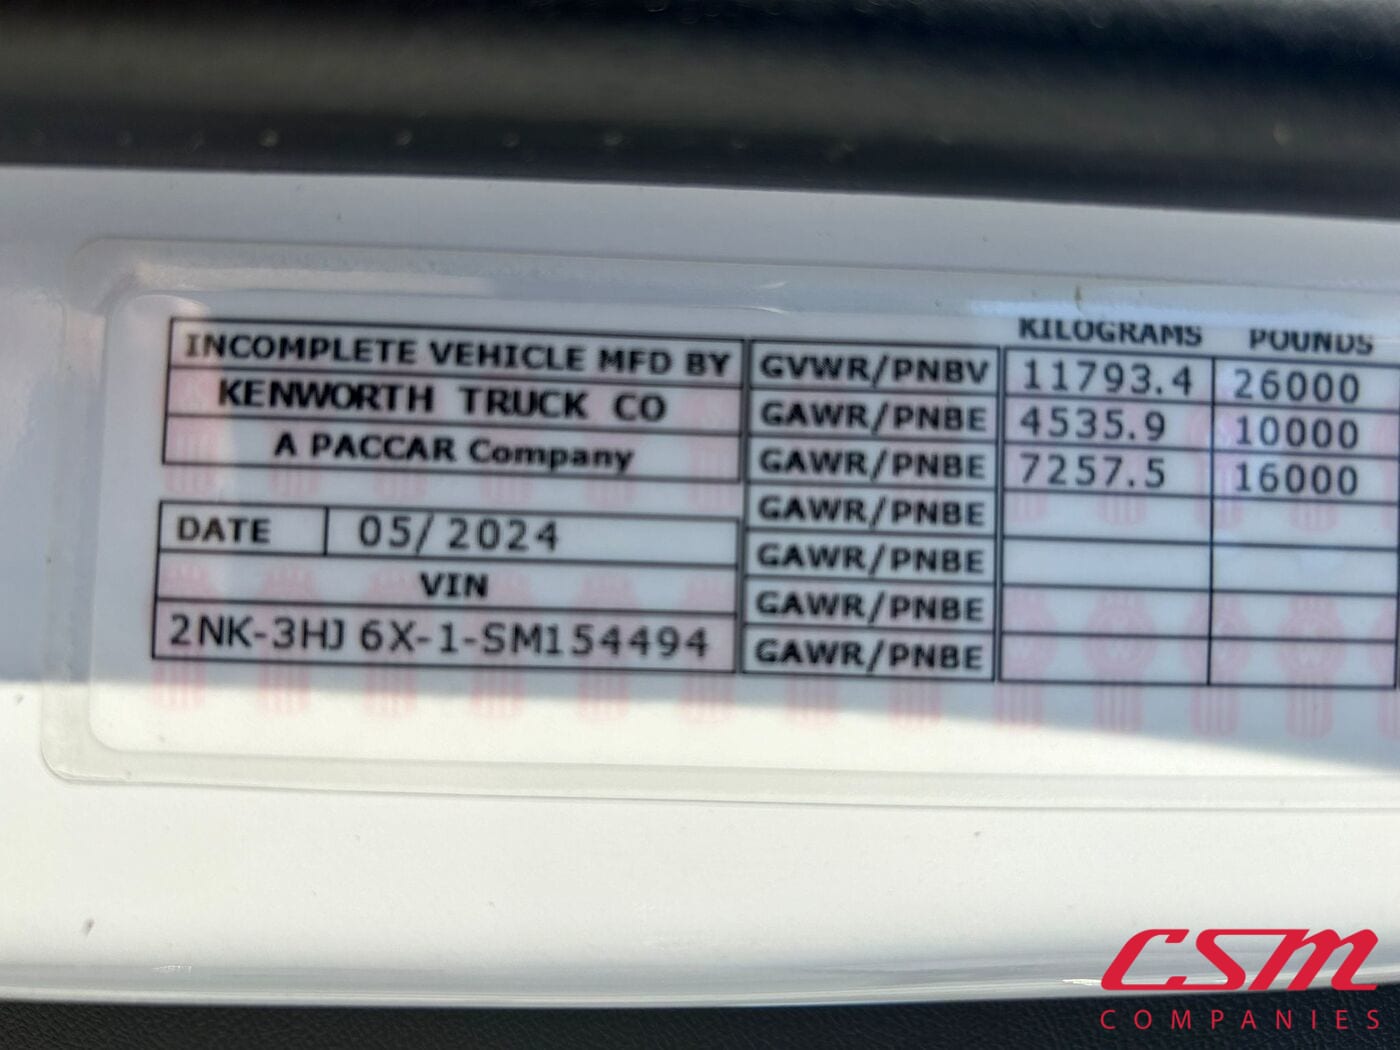 INCOMPLETE VEHICLE MFD BY
KENWORTH TRUCK CO
A PACCAR Company
DATE 05/2024
VIN
2NK-3HJ6X-1-SM154494
KILOGRAMS POUNDS
GVWR/PNBV 11793.4 26000
GAWR/PNBE 4535.9 10000
GAWR/PNBE 7257.5 16000
GAWR/PNBE
GAWR/PNBE
GAWR/PNBE
GAWR/PNBE
CSM
COMPANIES